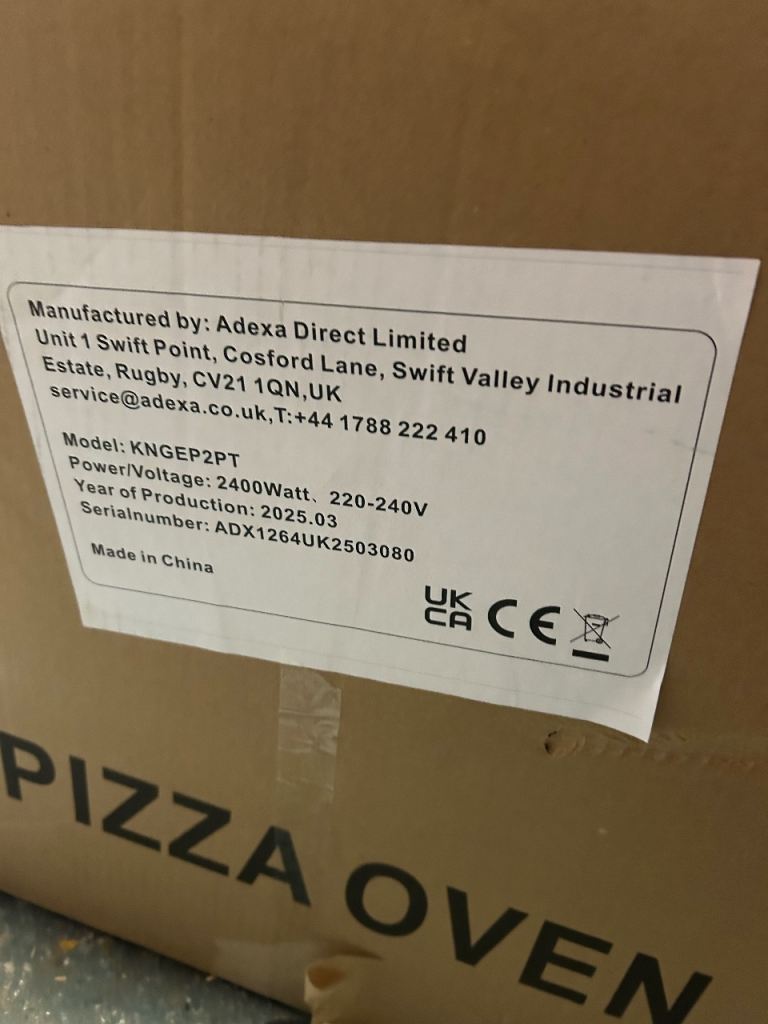 Manufactured by: Adexa Direct Limited
Unit 1 Swift Point, Cosford Lane, Swift Valley Industrial
Estate, Rugby, CV21 1QN,UK
service@adexa.co.uk,T:+44 1788 222 410
Model: KNGEP2PT
Power/Voltage: 2400Watt、220-240V
Year of Production: 2025.03
Serialnumber: ADX1264UK2503080
Made in China
UK
CA CE
PIZZA OVEN